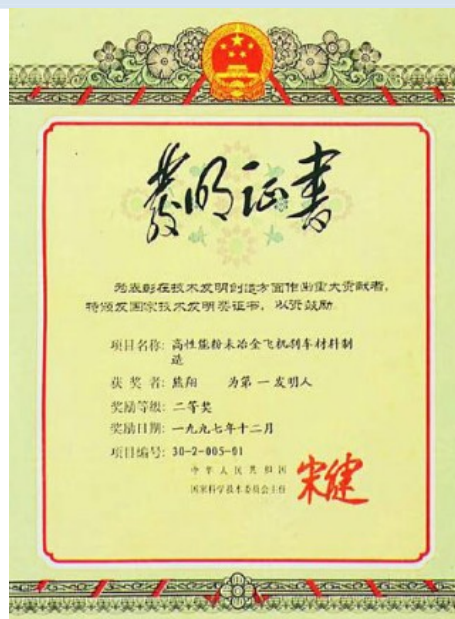 发明证书
为表彰在技术发明创造方面作出重大贡献者，
特颁发国家技术发明奖证书，以资鼓励
项目名称: 高性能粉末冶金飞机刹车材料制
造
获 奖 者: 熊翔 为第一发明人
奖励等级: 二等奖
奖励日期: 一九九七年十二月
项目编号: 30-2-005-01
中华人民共和国
国家科学技术委员会主任
宋健